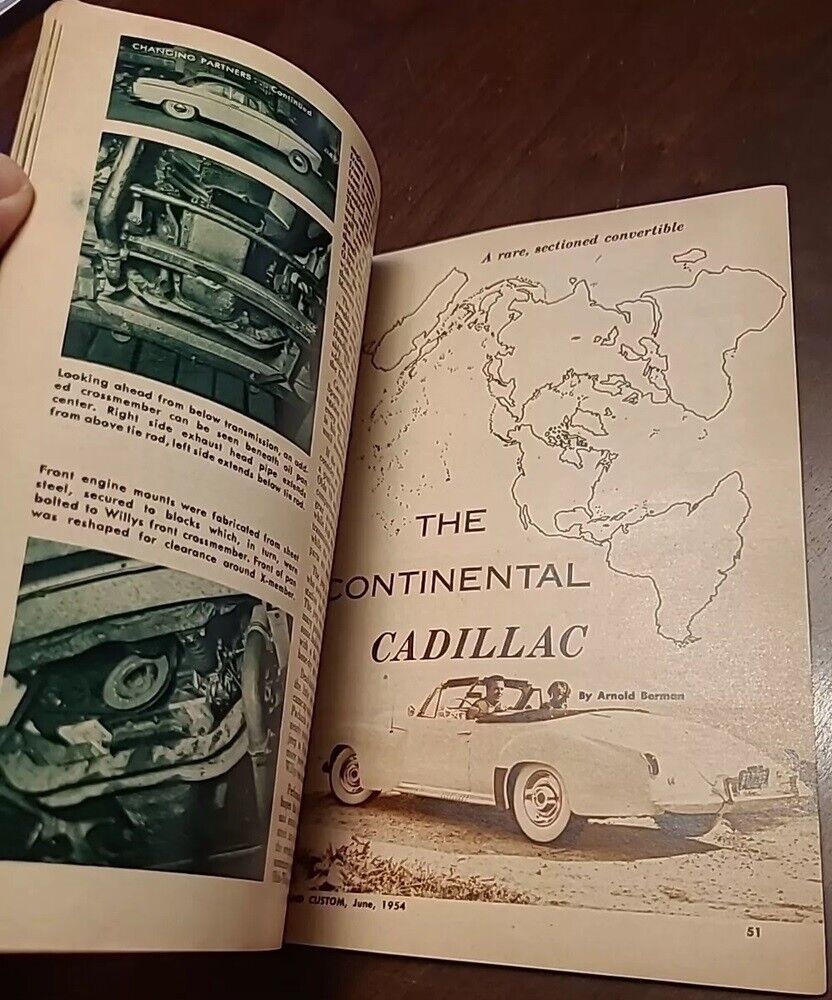 CHANGING PARTNERS . . . Continued
Looking ahead from below transmission, an add-
ed crossmember can be seen beneath oil pan
center. Right side exhaust head pipe extends
from above tie rod, left side extends below tie rod.
Front engine mounts were fabricated from sheet
steel, secured to blocks which, in turn, were
bolted to Willys front crossmember. Front of pan
was reshaped for clearance around X-member.
A rare, sectioned convertible
THE
CONTINENTAL
CADILLAC
By Arnold Berman
CUSTOM, June, 1954
51